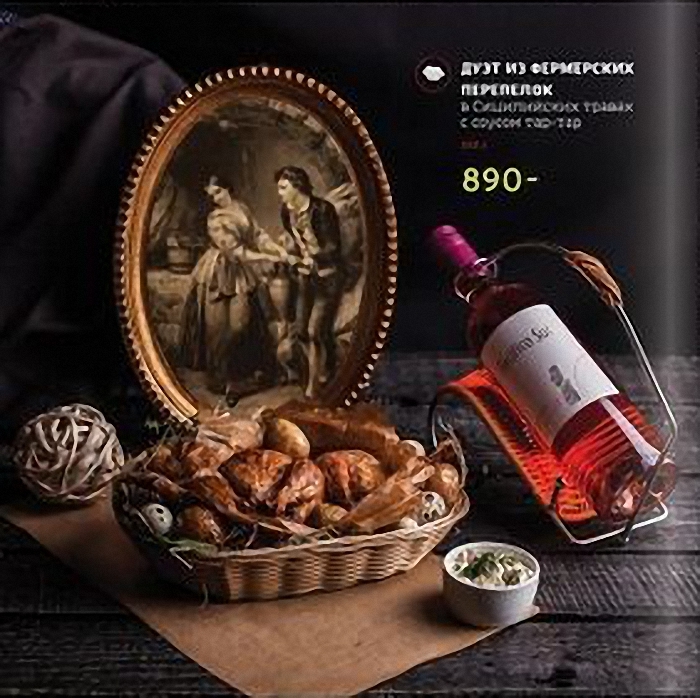 ДУЭТ ИЗ ФЕРМЕРСКИХ
ПЕРЕПЕЛОК
в Сицилийских травах
с соусом тар-тар
890-